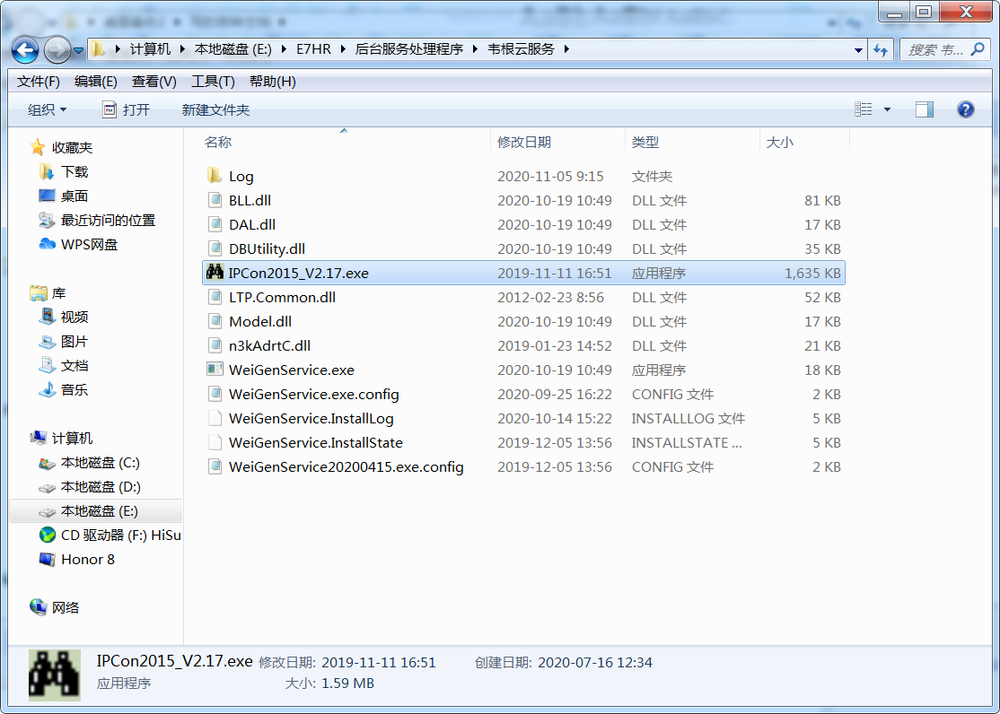 计算机 本地磁盘 (E:) E7HR 后台服务处理程序 韦根云服务 搜索 韦...
文件(F) 编辑(E) 查看(V) 工具(T) 帮助(H)
组织 打开 新建文件夹
名称 修改日期 类型 大小
Log 2020-11-05 9:15 文件夹
BLL.dll 2020-10-19 10:49 DLL 文件 81 KB
DAL.dll 2020-10-19 10:49 DLL 文件 17 KB
DBUtility.dll 2020-10-19 10:49 DLL 文件 35 KB
IPCon2015_V2.17.exe 2019-11-11 16:51 应用程序 1,635 KB
LTP.Common.dll 2012-02-23 8:56 DLL 文件 52 KB
Model.dll 2020-10-19 10:49 DLL 文件 17 KB
n3kAdrtC.dll 2019-01-23 14:52 DLL 文件 21 KB
WeiGenService.exe 2020-10-19 10:49 应用程序 18 KB
WeiGenService.exe.config 2020-09-25 16:22 CONFIG 文件 2 KB
WeiGenService.InstallLog 2020-10-14 15:22 INSTALLLOG 文件 5 KB
WeiGenService.InstallState 2019-12-05 13:56 INSTALLSTATE ... 5 KB
WeiGenService20200415.exe.config 2019-12-05 13:56 CONFIG 文件 2 KB
收藏夹
下载
桌面
最近访问的位置
WPS网盘
库
视频
图片
文档
音乐
计算机
本地磁盘 (C:)
本地磁盘 (D:)
本地磁盘 (E:)
CD 驱动器 (F:) HiSu
Honor 8
网络
IPCon2015_V2.17.exe 修改日期: 2019-11-11 16:51 创建日期: 2020-07-16 12:34
应用程序 大小: 1.59 MB